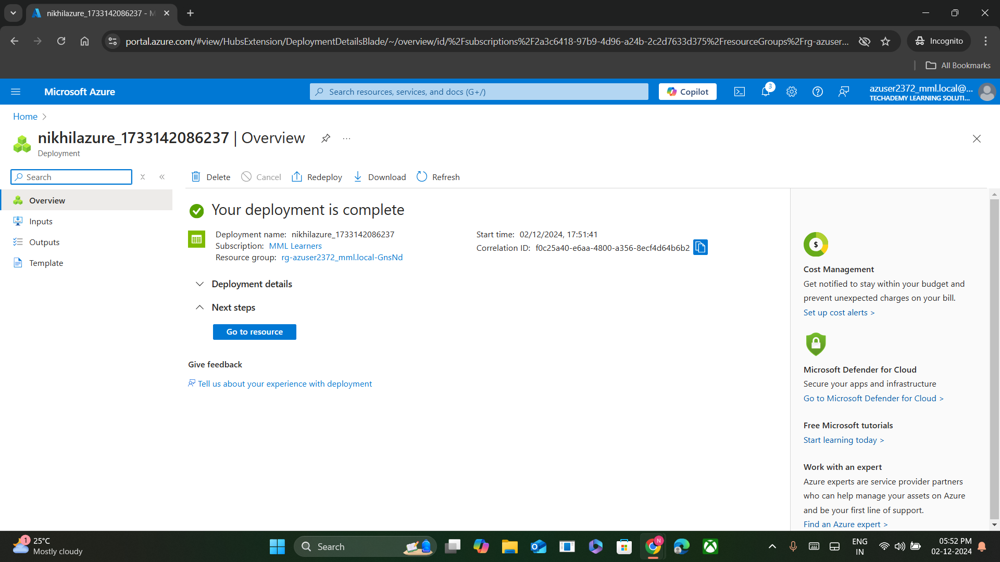 nikhilazure_1733142086237 - M
portal.azure.com/#view/HubsExtension/DeploymentDetailsBlade/~/overview/id/%2Fsubscriptions%2F2a3c6418-97b9-4d96-a24b-2c2d7633d375%2FresourceGroups%2Frg-azuser...
Incognito
All Bookmarks
Microsoft Azure
Search resources, services, and docs (G+/)
Copilot
3
azuser2372_mml.local@...
TECHADEMY LEARNING SOLUTI...
Home
nikhilazure_1733142086237 | Overview
...
Deployment
Search
Delete
Cancel
Redeploy
Download
Refresh
Overview
Inputs
Outputs
Template
Your deployment is complete
Deployment name: nikhilazure_1733142086237
Subscription: MML Learners
Resource group: rg-azuser2372_mml.local-GnsNd
Start time: 02/12/2024, 17:51:41
Correlation ID: f0c25a40-e6aa-4800-a356-8ecf4d64b6b2
Deployment details
Next steps
Go to resource
Give feedback
Tell us about your experience with deployment
$
Cost Management
Get notified to stay within your budget and
prevent unexpected charges on your bill.
Set up cost alerts >
Microsoft Defender for Cloud
Secure your apps and infrastructure
Go to Microsoft Defender for Cloud >
Free Microsoft tutorials
Start learning today >
Work with an expert
Azure experts are service provider partners
who can help manage your assets on Azure
and be your first line of support.
Find an Azure expert >
1
25°C
Mostly cloudy
Search
N
ENG
IN
05:52 PM
02-12-2024